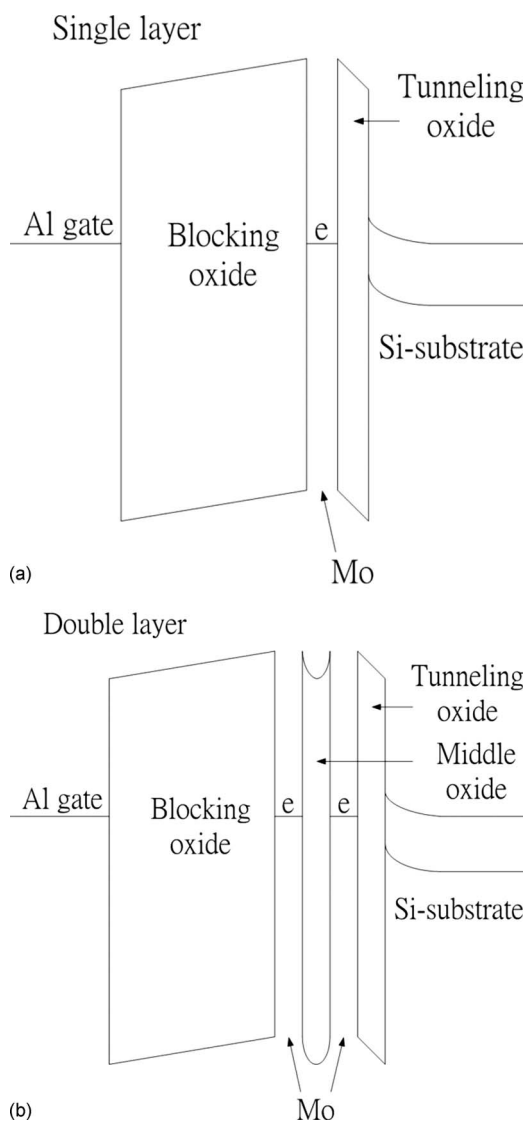 Single layer
Tunneling
oxide
Al gate
Blocking
oxide
e
Si-substrate
Mo
(a)
Double layer
Tunneling
oxide
Middle
oxide
Al gate
Blocking
oxide
e
e
Si-substrate
Mo
(b)